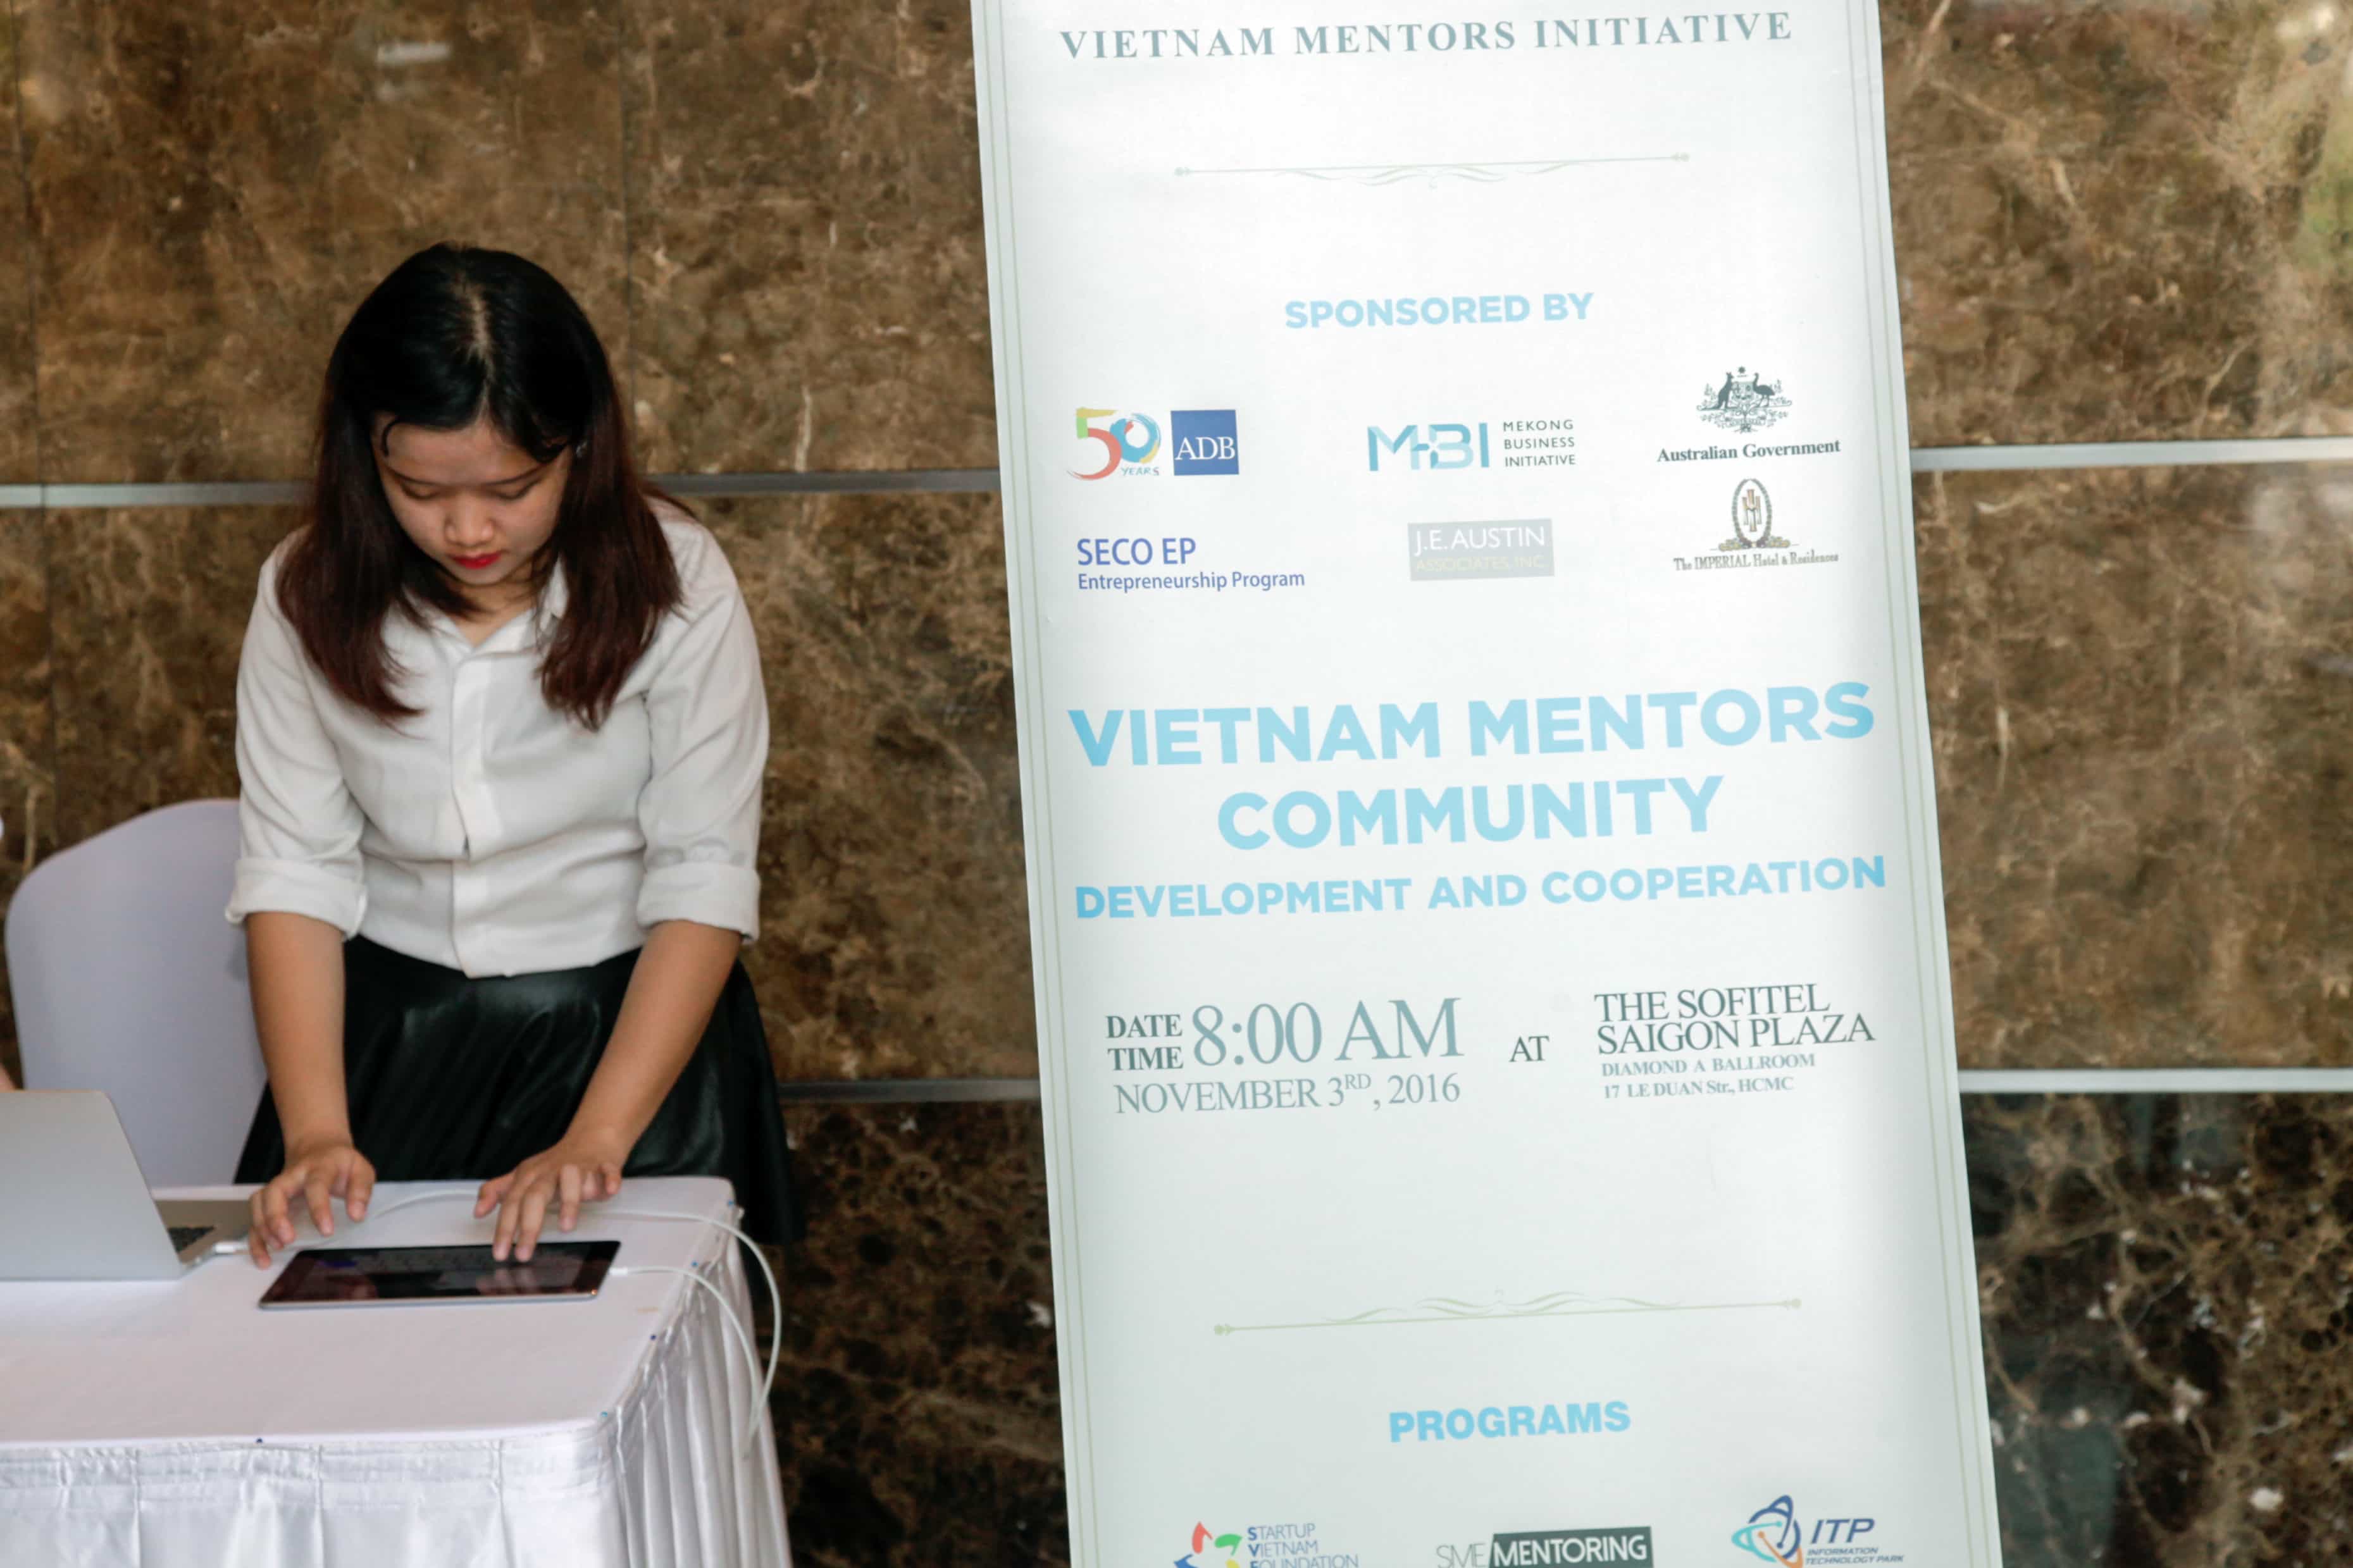 VIETNAM MENTORS INITIATIVE
SPONSORED BY
50 YEARS ADB
M+BI
MEKONG
BUSINESS
INITIATIVE
Australian Government
SECO EP
Entrepreneurship Program
J.E. AUSTIN
ASSOCIATES, INC.
The IMPERIAL Hotel & Residences
VIETNAM MENTORS
COMMUNITY
DEVELOPMENT AND COOPERATION
DATE
TIME
8:00 AM
NOVEMBER 3RD, 2016
AT
THE SOFITEL
SAIGON PLAZA
DIAMOND A BALLROOM
17 LE DUAN Str., HCMC
PROGRAMS
STARTUP
VIETNAM
FOUNDATION
SME MENTORING
ITP
INFORMATION
TECHNOLOGY PARK